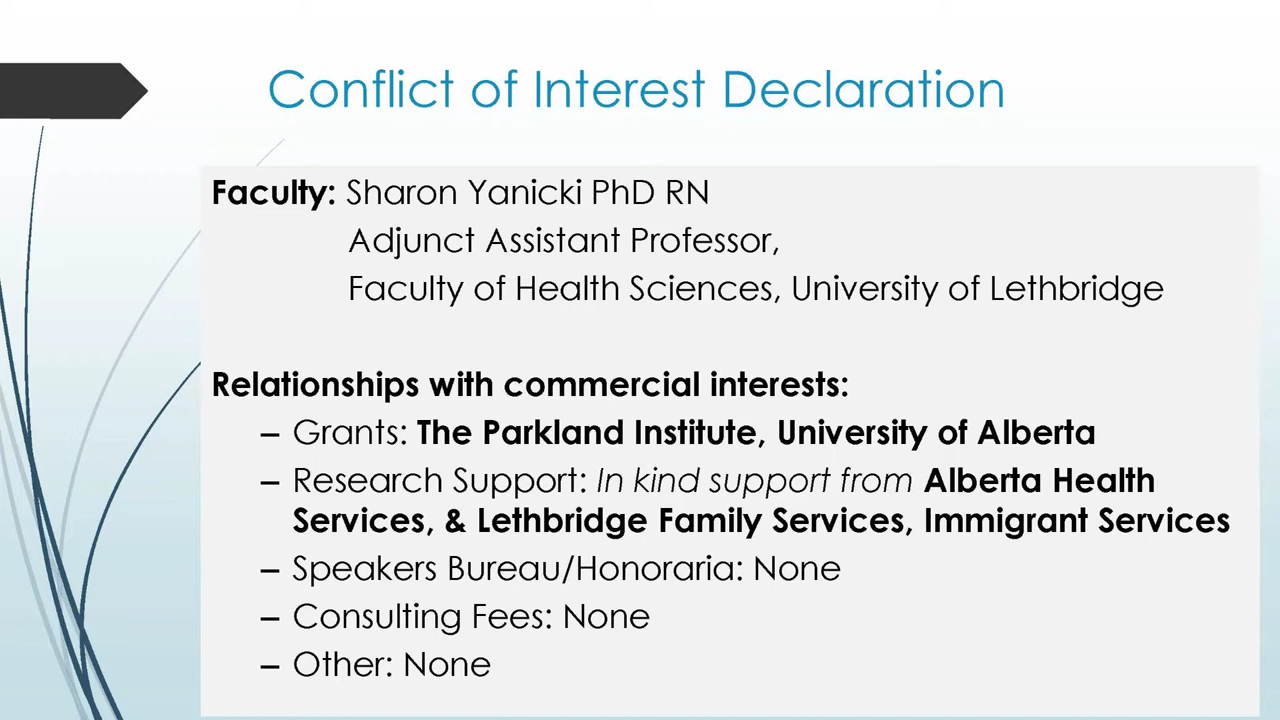 Conflict of Interest Declaration
Faculty: Sharon Yanicki PhD RN
Adjunct Assistant Professor,
Faculty of Health Sciences, University of Lethbridge
Relationships with commercial interests:
– Grants: The Parkland Institute, University of Alberta
– Research Support: In kind support from Alberta Health
Services, & Lethbridge Family Services, Immigrant Services
– Speakers Bureau/Honoraria: None
– Consulting Fees: None
– Other: None